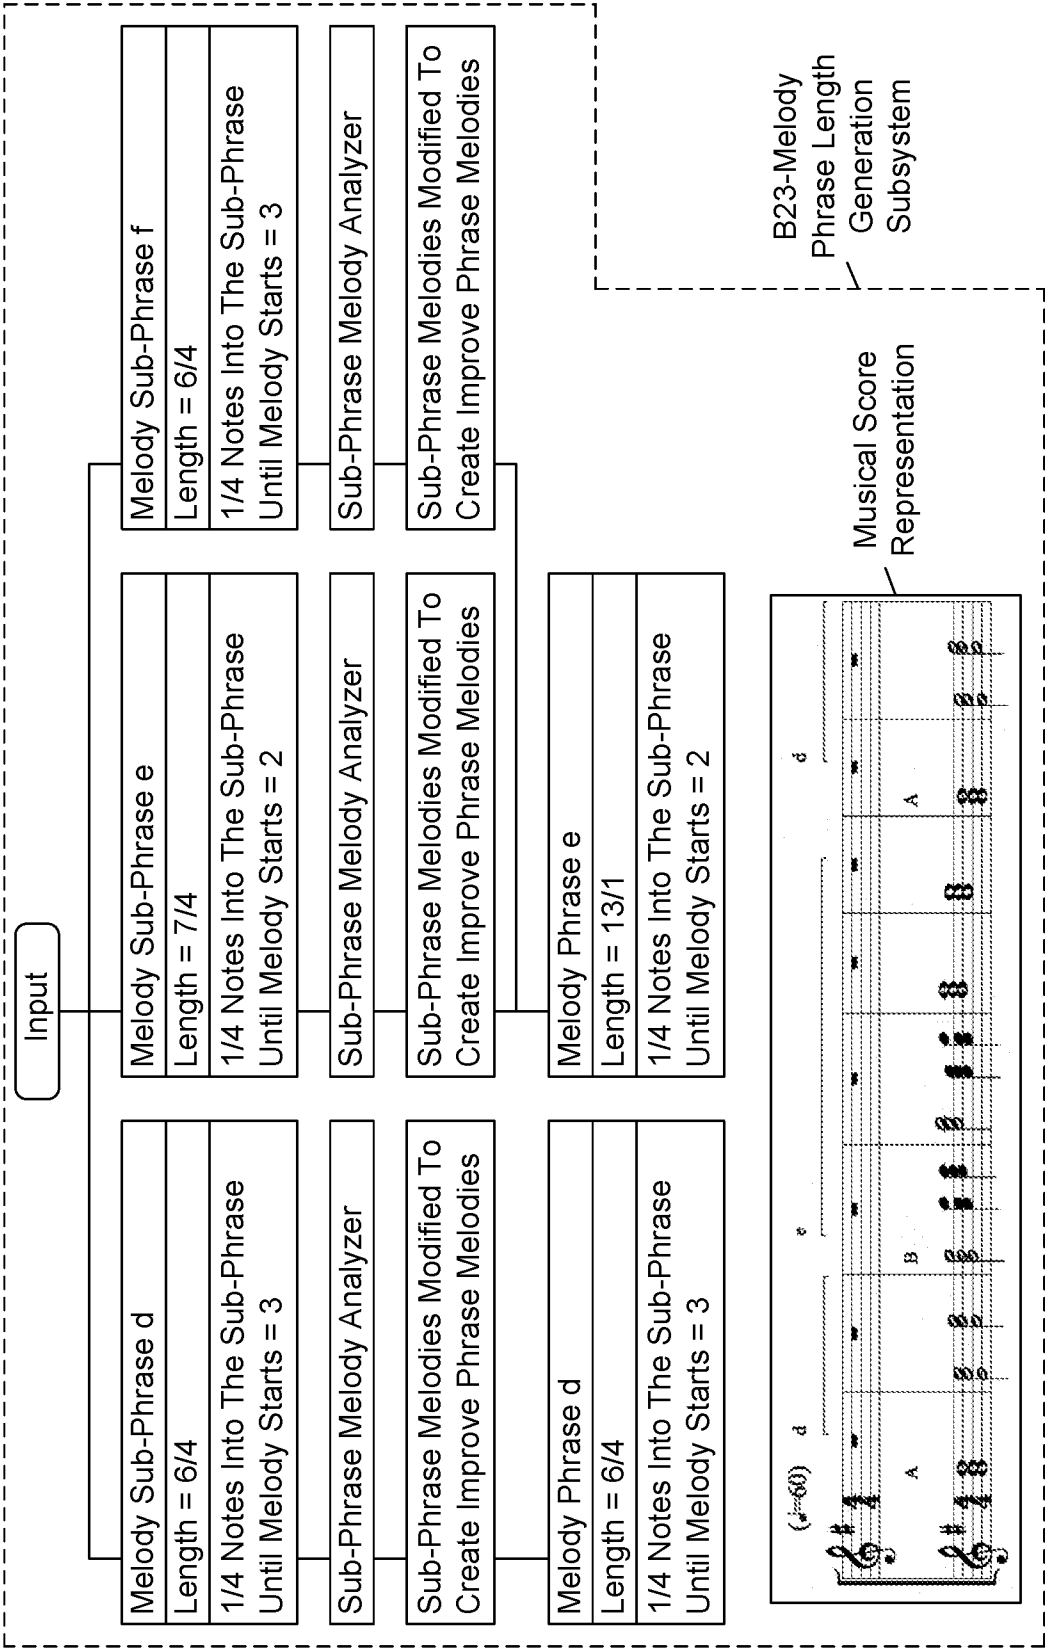 Input
Melody Sub-Phrase d
Length = 6/4
1/4 Notes Into The Sub-Phrase
Until Melody Starts = 3
Sub-Phrase Melody Analyzer
Sub-Phrase Melodies Modified To
Create Improve Phrase Melodies
Melody Phrase d
Length = 6/4
1/4 Notes Into The Sub-Phrase
Until Melody Starts = 3
Melody Sub-Phrase e
Length = 7/4
1/4 Notes Into The Sub-Phrase
Until Melody Starts = 2
Sub-Phrase Melody Analyzer
Sub-Phrase Melodies Modified To
Create Improve Phrase Melodies
Melody Phrase e
Length = 13/1
1/4 Notes Into The Sub-Phrase
Until Melody Starts = 2
Melody Sub-Phrase f
Length = 6/4
1/4 Notes Into The Sub-Phrase
Until Melody Starts = 3
Sub-Phrase Melody Analyzer
Sub-Phrase Melodies Modified To
Create Improve Phrase Melodies
B23-Melody
Phrase Length
Generation
Subsystem
Musical Score
Representation
(♩=60)
d e d
4
4
A B A
4
4